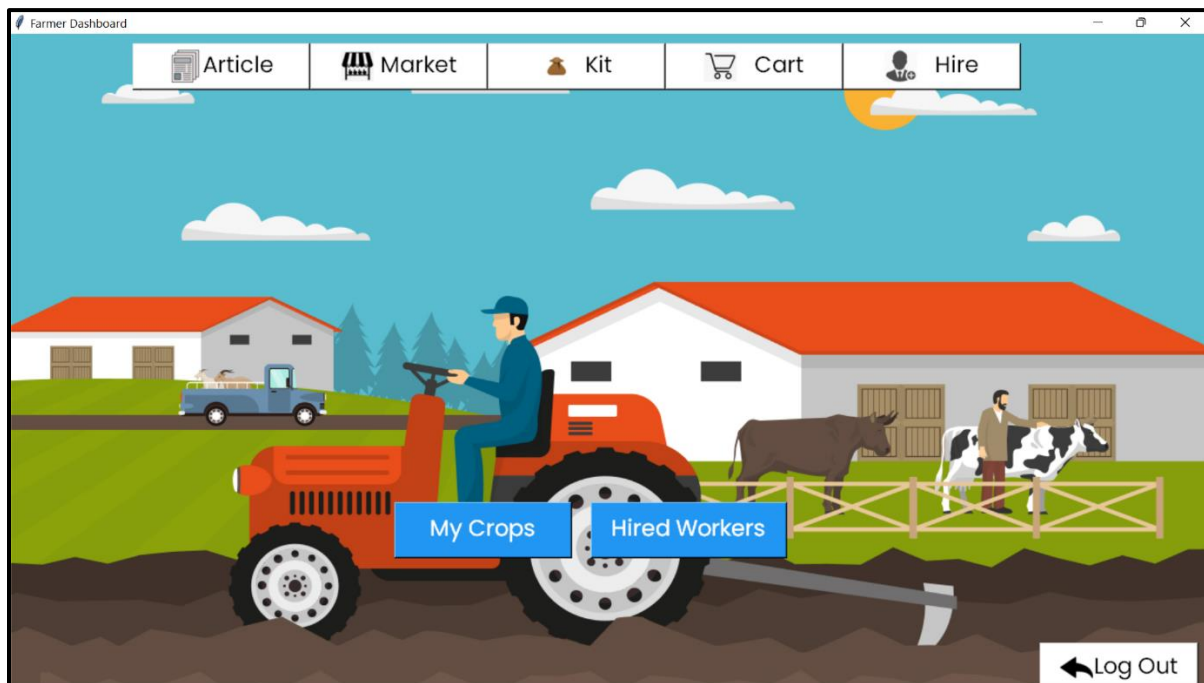 Farmer Dashboard
Article
Market
Kit
Cart
Hire
My Crops
Hired Workers
Log Out